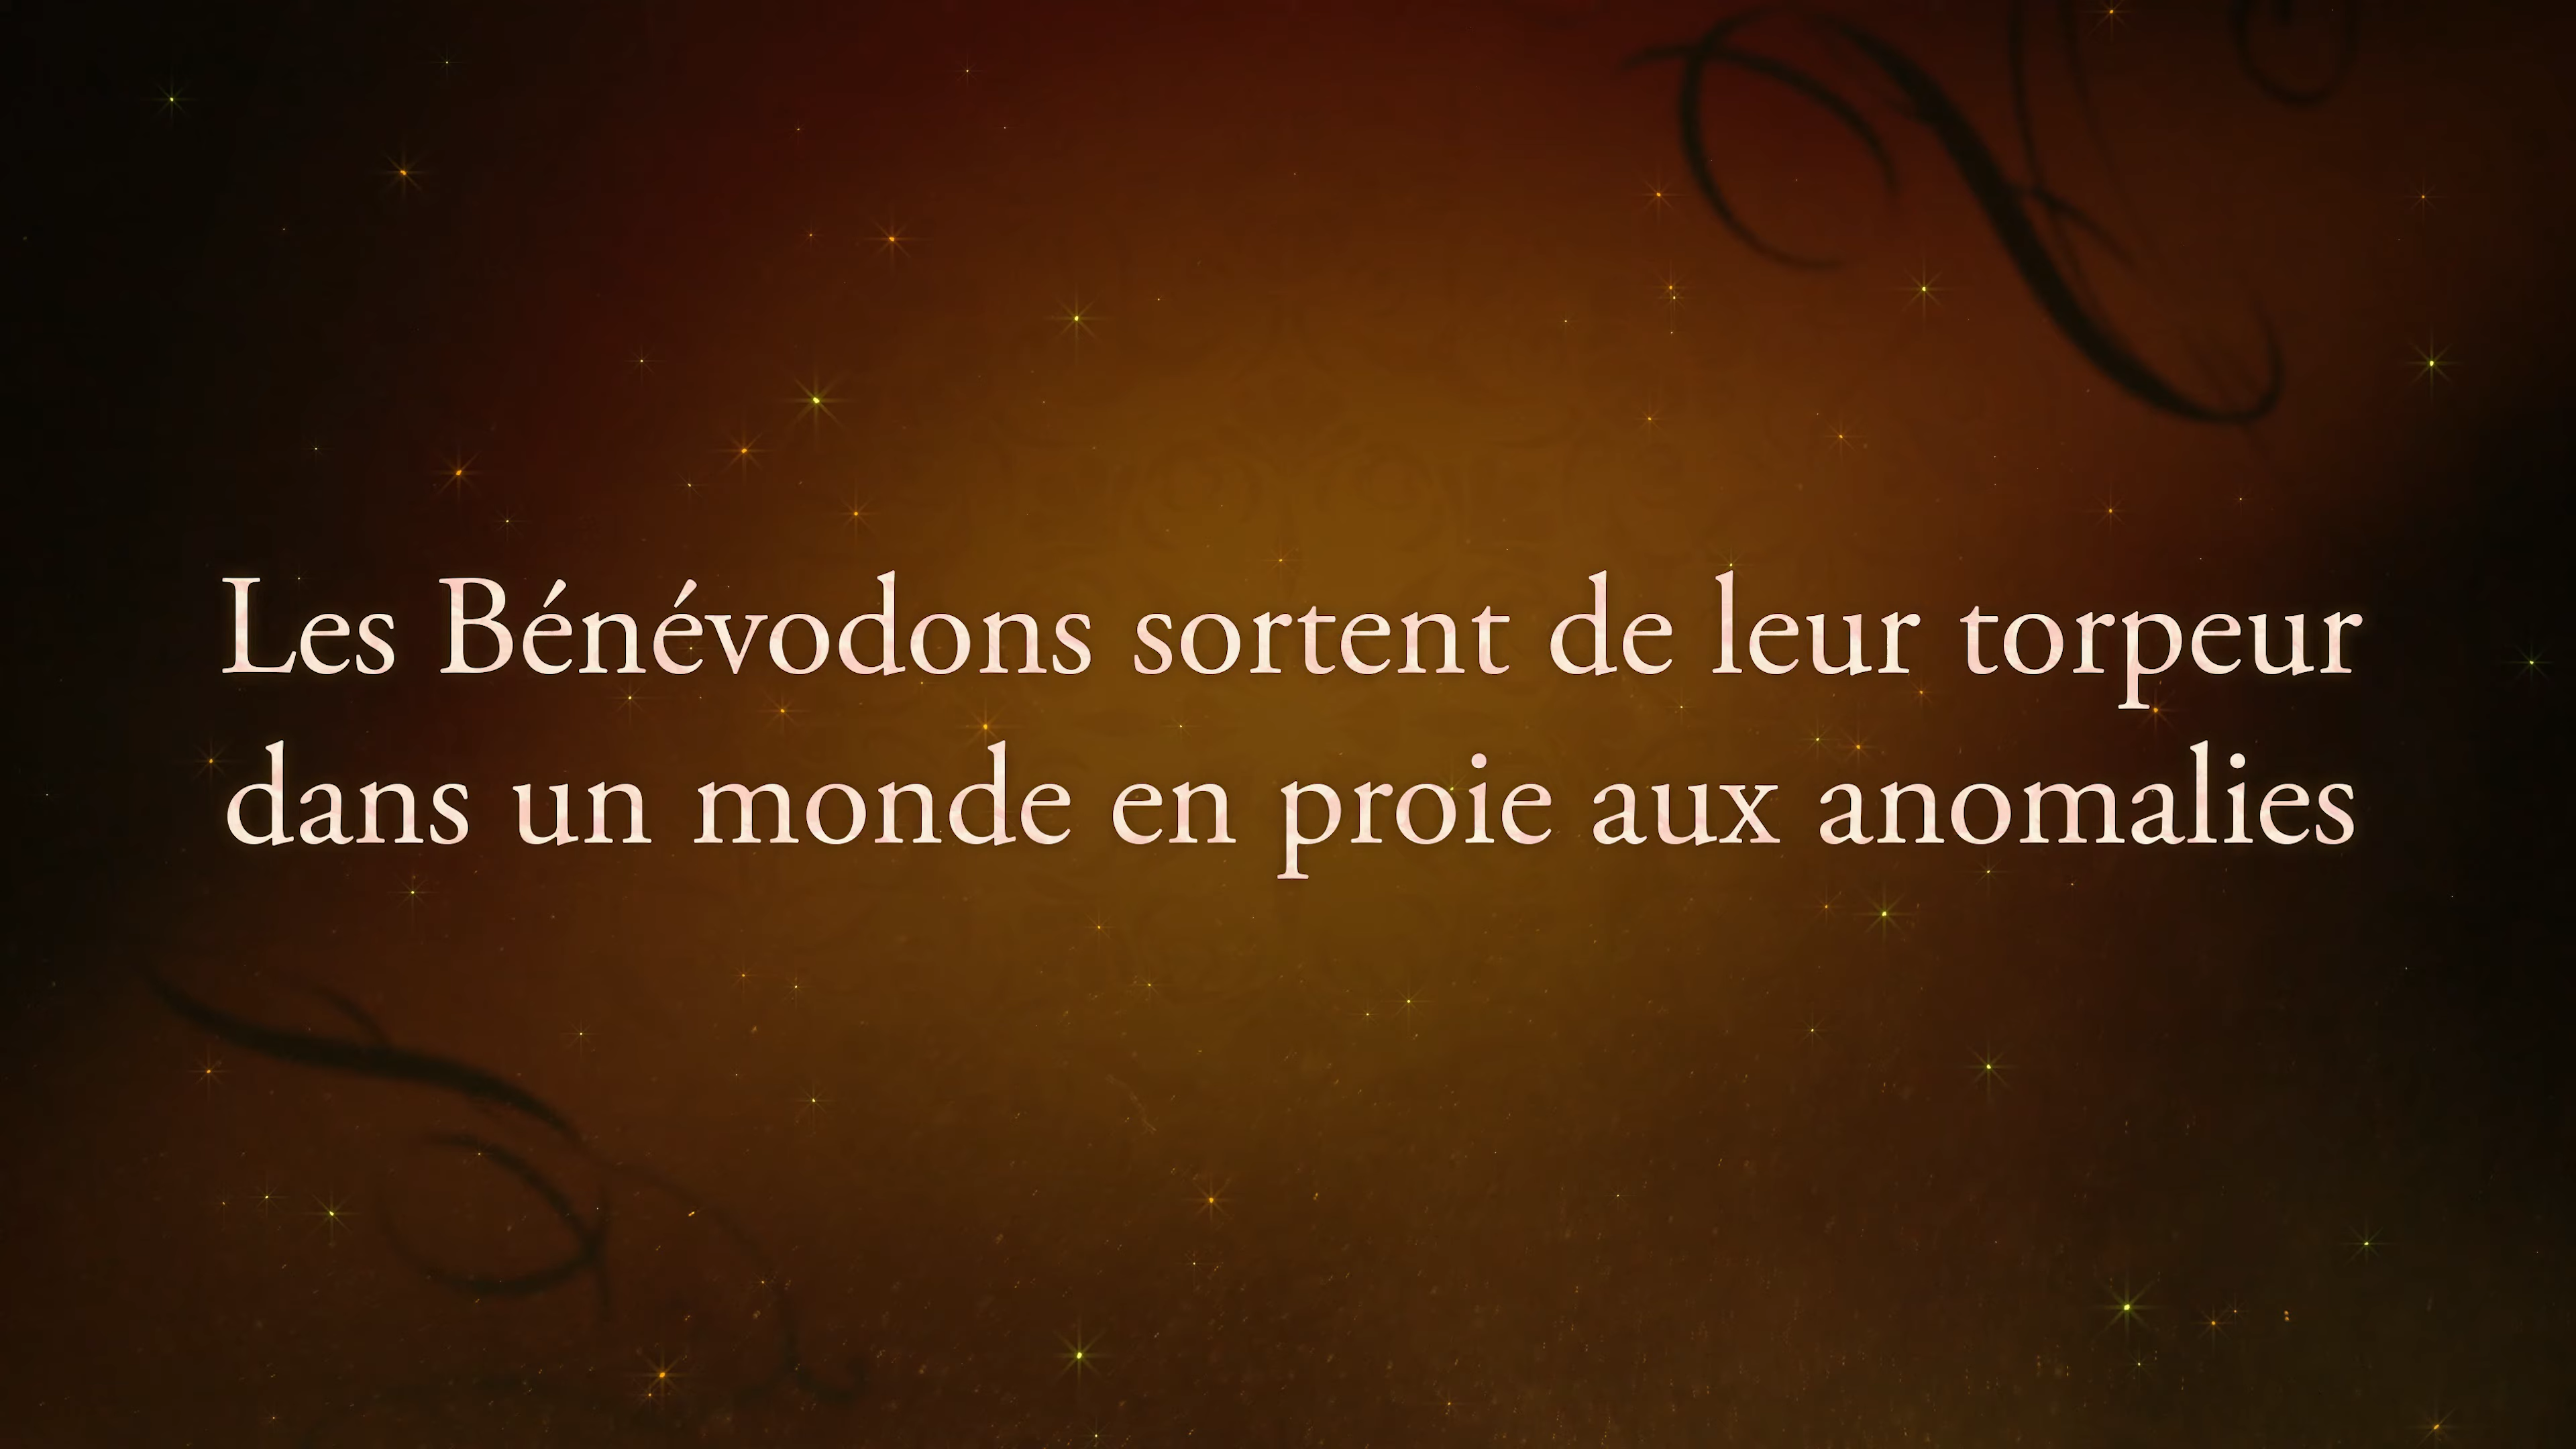 Les Bénévodons sortent de leur torpeur
dans un monde en proie aux anomalies